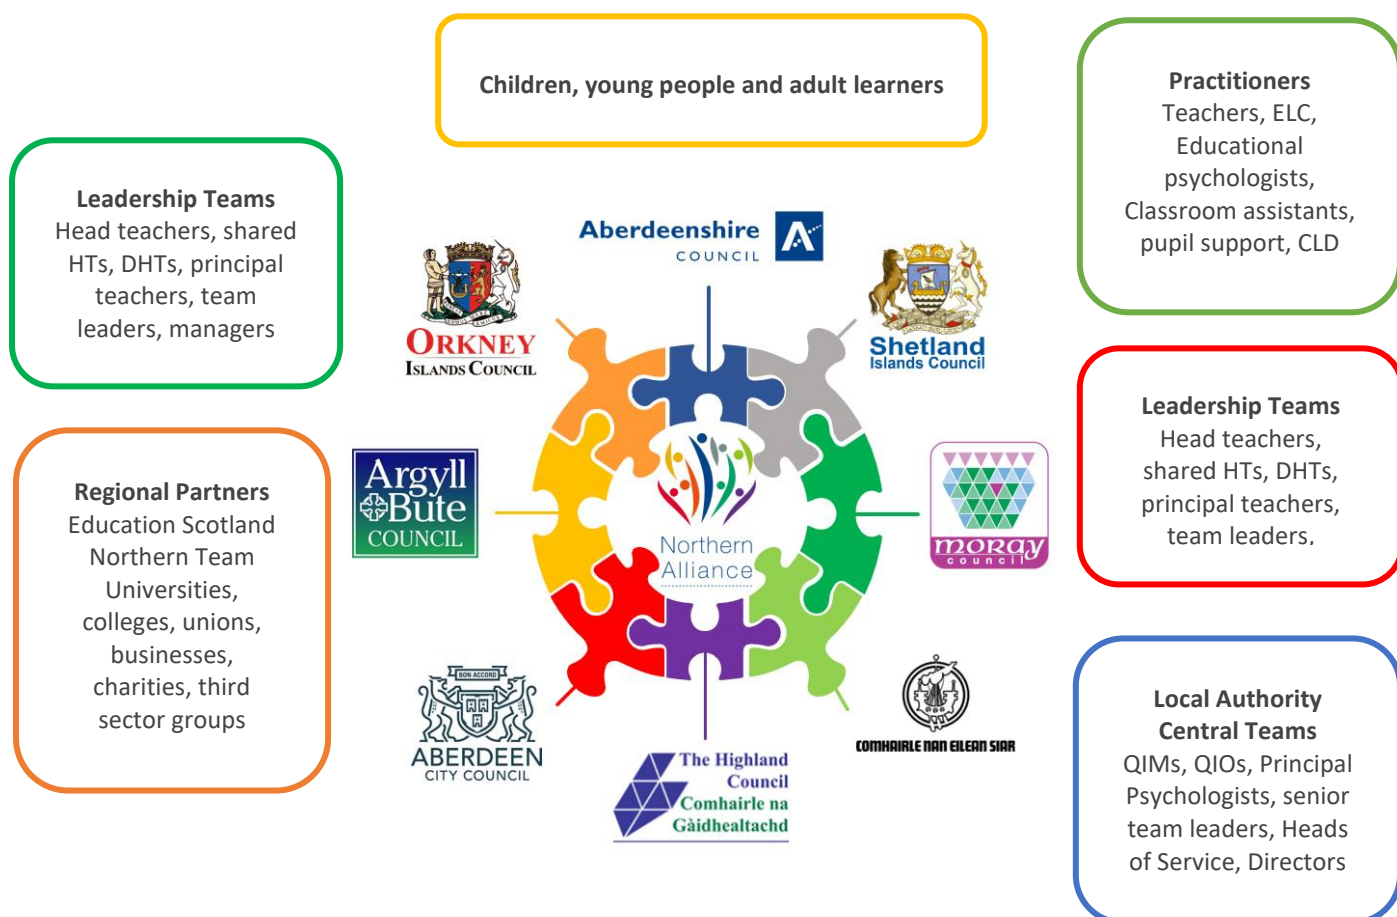 Children, young people and adult learners
Practitioners
Teachers, ELC,
Educational
psychologists,
Classroom assistants,
pupil support, CLD
Leadership Teams
Head teachers, shared
HTs, DHTs, principal
teachers, team
leaders, managers
Aberdeenshire
COUNCIL
ORKNEY
ISLANDS COUNCIL
Shetland
Islands Council
Leadership Teams
Head teachers,
shared HTs, DHTs,
principal teachers,
team leaders.
Regional Partners
Education Scotland
Northern Team
Universities,
colleges, unions,
businesses,
charities, third
sector groups
Argyll
&Bute
COUNCIL
Northern
Alliance
moray
council
BON ACCORD
ABERDEEN
CITY COUNCIL
The Highland
Council
Comhairle na
Gàidhealtachd
COMHAIRLE NAN EILEAN SIAR
Local Authority
Central Teams
QIMs, QIOs, Principal
Psychologists, senior
team leaders, Heads
of Service, Directors